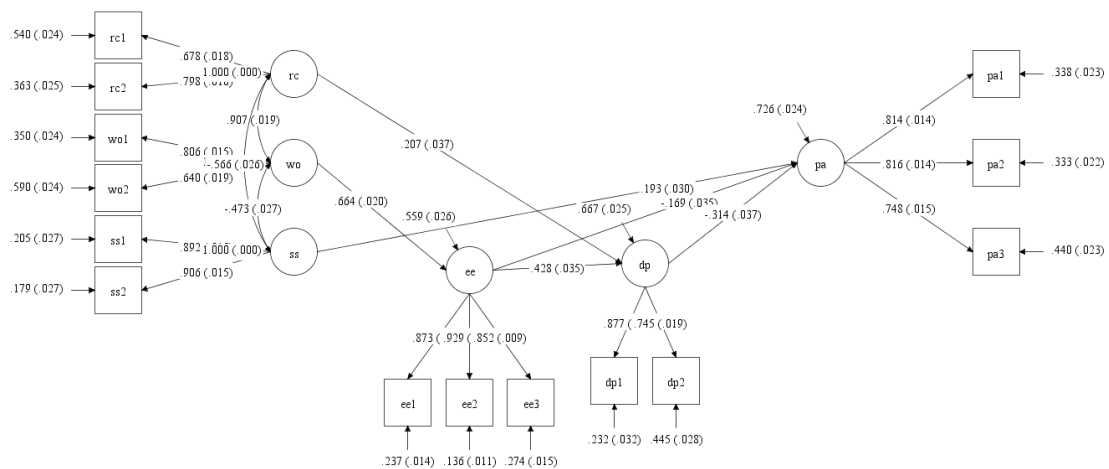 .540 (.024)
rc1
.678 (.018)
1.000 (.000)
rc
.363 (.025)
rc2
.798
.907 (.019)
.350 (.024)
wo1
.806 (.015)
-.566 (.026)
wo
.590 (.024)
wo2
.640 (.019)
-.473 (.027)
.205 (.027)
ss1
.892
1.000 (.000)
ss
.179 (.027)
ss2
.906 (.015)
.207 (.037)
.664 (.020)
.559 (.026)
ee
.193 (.030)
-.169 (.035)
-.314 (.037)
.667 (.025)
.428 (.035)
dp
.726 (.024)
pa
.814 (.014)
pa1
.338 (.023)
.816 (.014)
pa2
.333 (.022)
.748 (.015)
pa3
.440 (.023)
.873 (
.929 (
.852 (.009)
ee1
ee2
ee3
.237 (.014)
.136 (.011)
.274 (.015)
.877 (
.745 (.019)
dp1
dp2
.232 (.032)
.445 (.028)